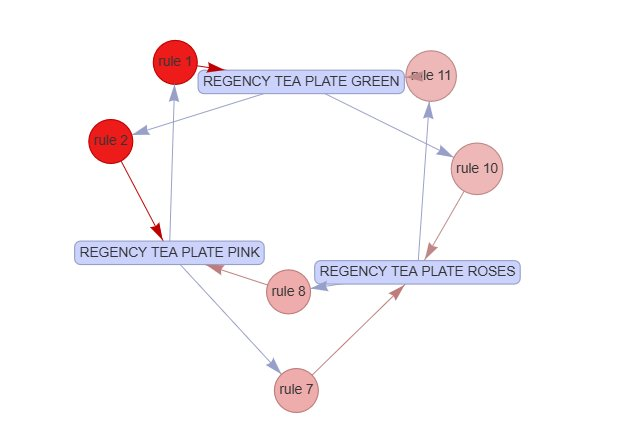 rule 1
REGENCY TEA PLATE GREEN
rule 11
rule 2
rule 10
REGENCY TEA PLATE PINK
REGENCY TEA PLATE ROSES
rule 8
rule 7